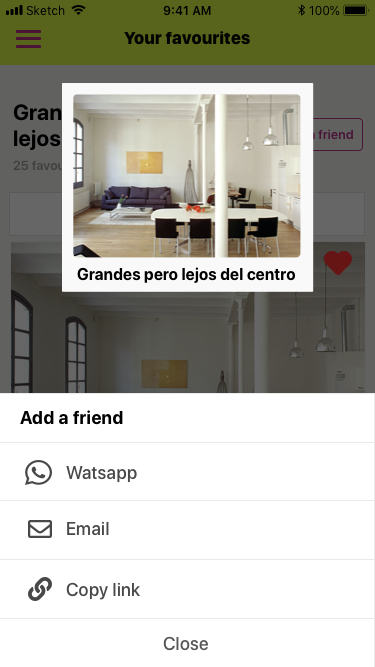 Sketch 9:41 AM 100%
Your favourites
Gran
lejos
friend
25 favou
Grandes pero lejos del centro
Add a friend
Watsapp
Email
Copy link
Close